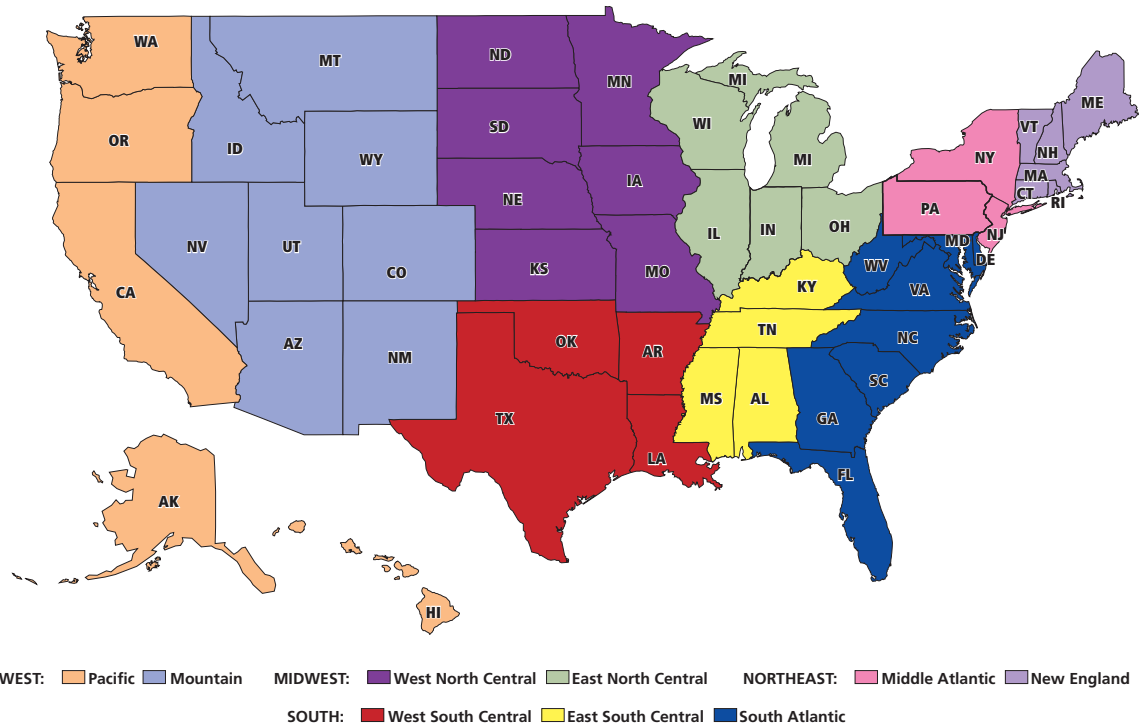 WA
MT
ND
MN
MI
ME
OR
ID
WY
SD
WI
MI
VT
NH
NY
MA
CT
RI
NV
UT
CO
NE
IA
IL
IN
OH
PA
NJ
MD
DE
CA
AZ
NM
KS
MO
KY
WV
VA
OK
AR
TN
NC
TX
LA
MS
AL
GA
SC
FL
AK
HI
WEST: Pacific Mountain MIDWEST: West North Central East North Central NORTHEAST: Middle Atlantic New England
SOUTH: West South Central East South Central South Atlantic